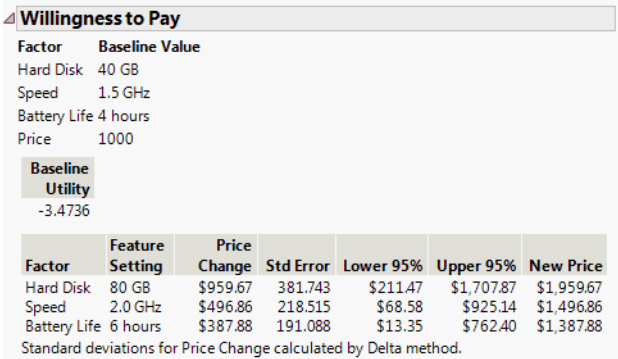 Willingness to Pay
Factor Baseline Value
Hard Disk 40 GB
Speed 1.5 GHz
Battery Life 4 hours
Price 1000
Baseline
Utility
-3.4736
Feature Price
Factor Setting Change Std Error Lower 95% Upper 95% New Price
Hard Disk 80 GB $959.67 381.743 $211.47 $1,707.87 $1,959.67
Speed 2.0 GHz $496.86 218.515 $68.58 $925.14 $1,496.86
Battery Life 6 hours $387.88 191.088 $13.35 $762.40 $1,387.88
Standard deviations for Price Change calculated by Delta method.